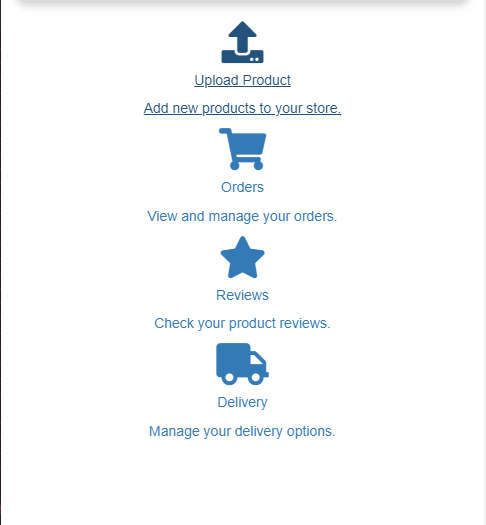 Upload Product
Add new products to your store.
Orders
View and manage your orders.
Reviews
Check your product reviews.
Delivery
Manage your delivery options.